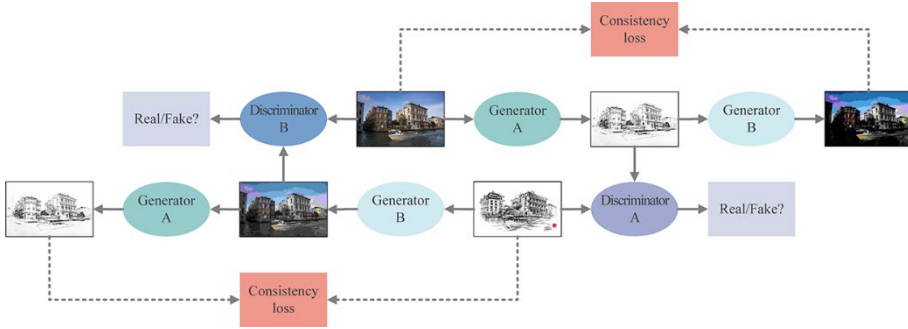 Consistency
loss
Real/Fake?
Discriminator
B
Generator
A
Generator
B
Generator
A
Generator
B
Discriminator
A
Real/Fake?
Consistency
loss